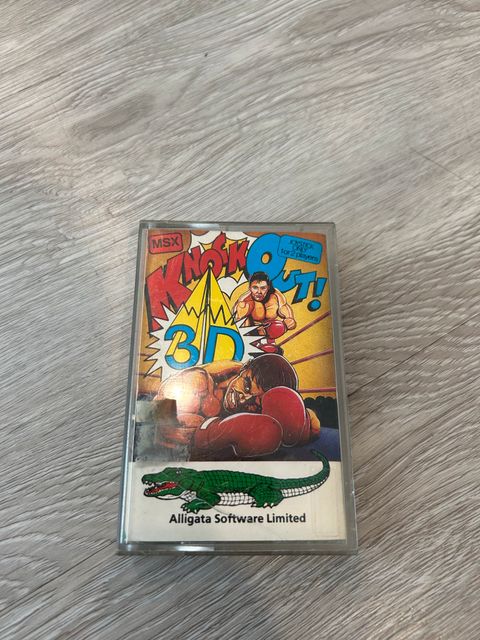 MSX
JOYSTICK
ONLY
for 2 players
KNOCK OUT!
3D
Alligata Software Limited